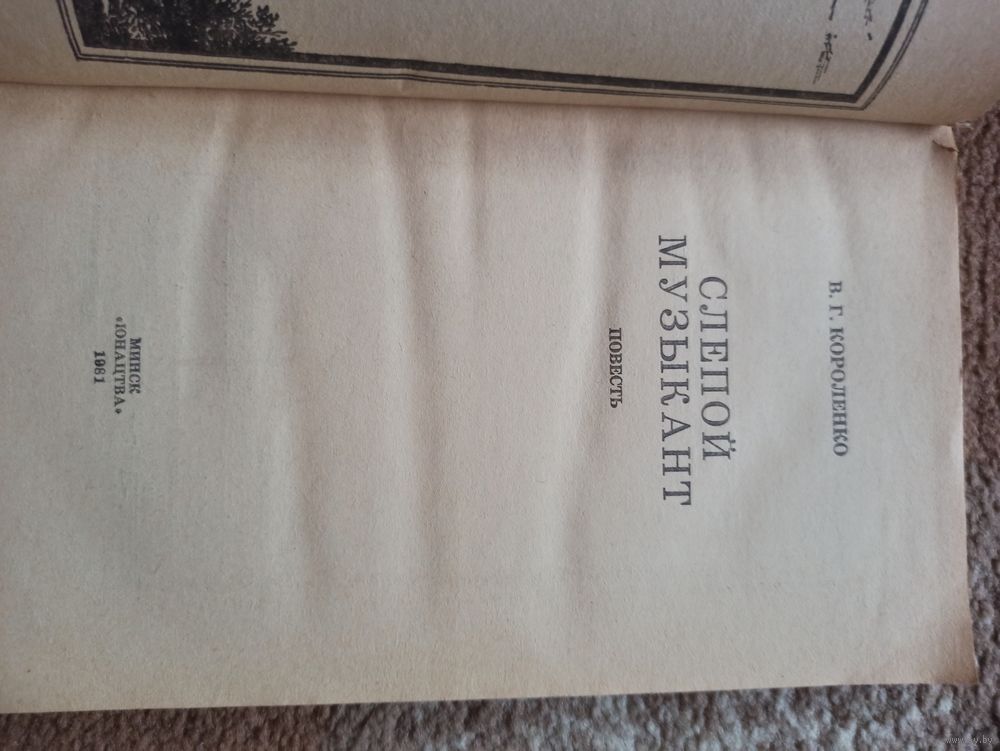 В. Г. КОРОЛЕНКО
СЛЕПОЙ
МУЗЫКАНТ
ПОВЕСТЬ
МИНСК
«ЮНАЦТВА»
1981